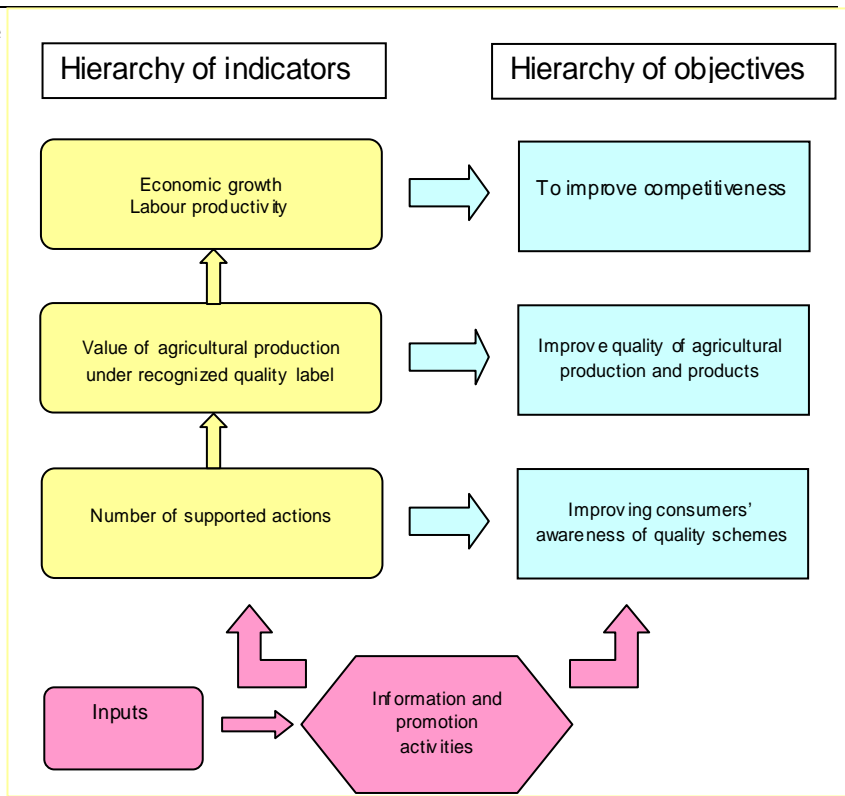 Hierarchy of indicators
Hierarchy of objectives
Economic growth
Labour productivity
To improve competitiveness
Value of agricultural production
under recognized quality label
Improve quality of agricultural
production and products
Number of supported actions
Improving consumers'
awareness of quality schemes
Inputs
Information and
promotion
activities